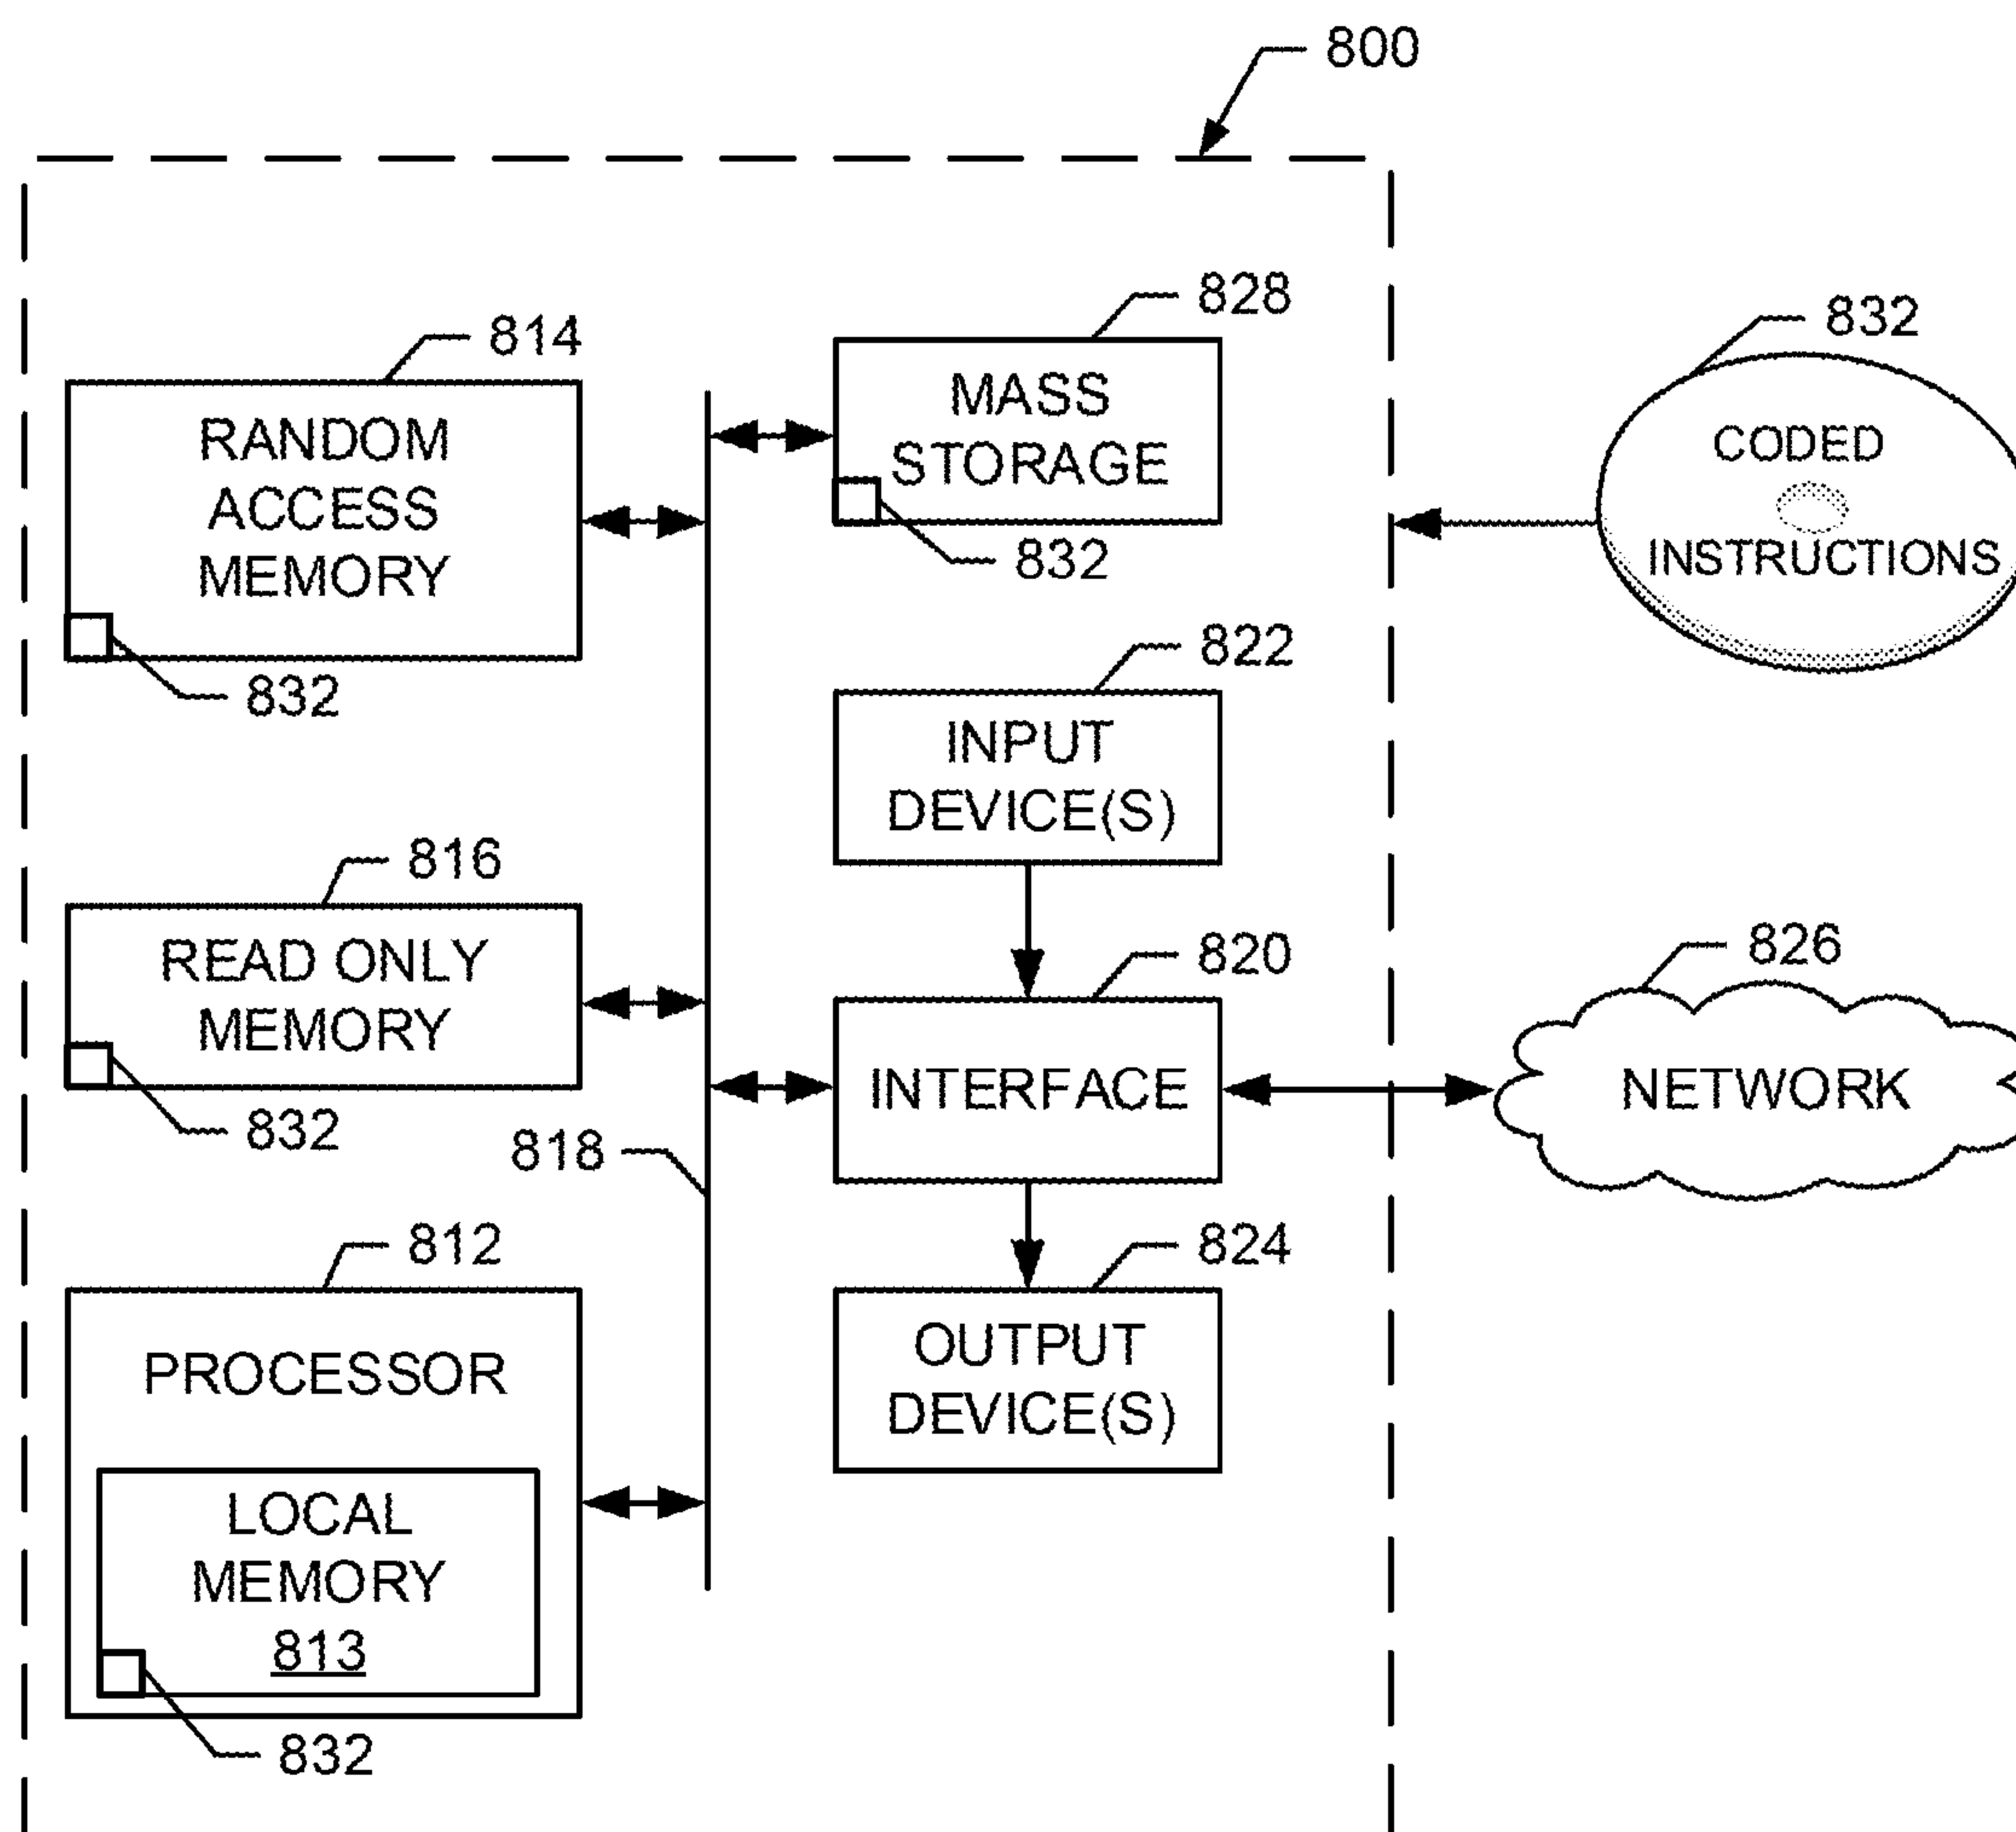 800
828
832
814
MASS
STORAGE
RANDOM
ACCESS
MEMORY
CODED
INSTRUCTIONS
832
832
822
INPUT
DEVICE(S)
816
READ ONLY
MEMORY
820
826
INTERFACE
NETWORK
832
818
812
824
PROCESSOR
OUTPUT
DEVICE(S)
LOCAL
MEMORY
813
832